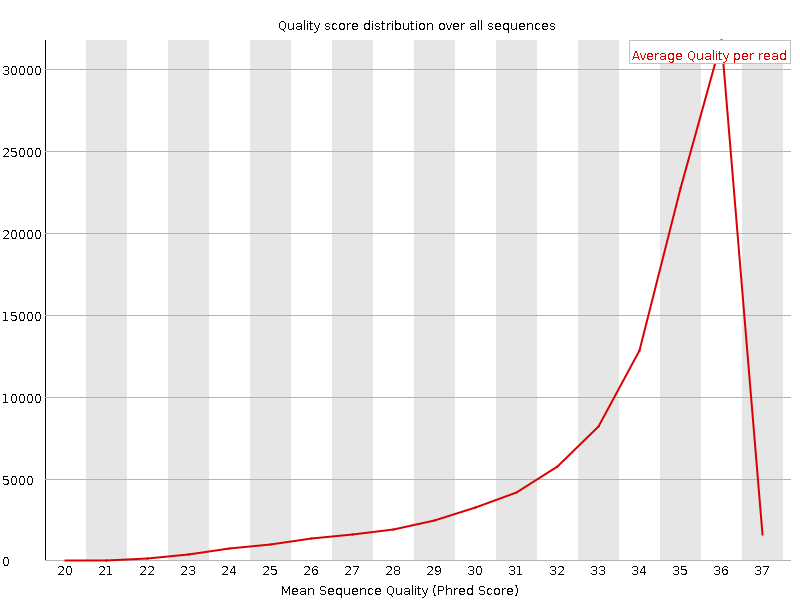 Quality score distribution over all sequences
Average Quality per read
30000
25000
20000
15000
10000
5000
0
20 21 22 23 24 25 26 27 28 29 30 31 32 33 34 35 36 37
Mean Sequence Quality (Phred Score)